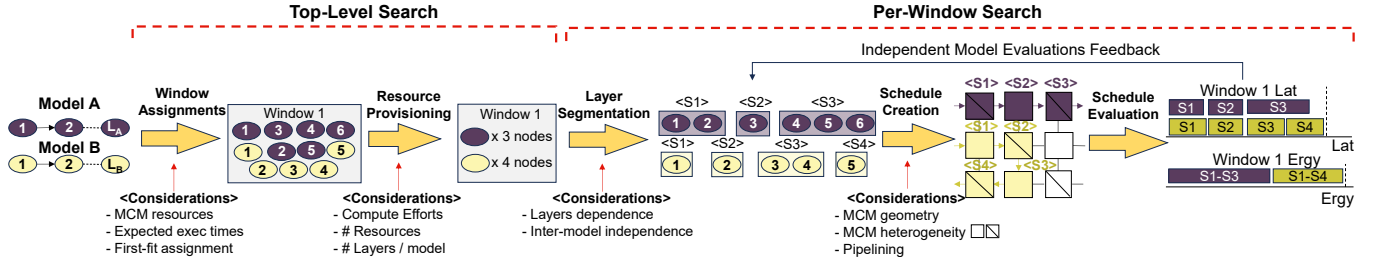 Top-Level Search
Per-Window Search
Independent Model Evaluations Feedback
Model A
1 2 L_A
Model B
1 2 L_B
Window
Assignments
<Considerations>
- MCM resources
- Expected exec times
- First-fit assignment
Window 1
1 3 4 6
1 2 5 5
2 3 4
Resource
Provisioning
<Considerations>
- Compute Efforts
- # Resources
- # Layers / model
Window 1
x 3 nodes
x 4 nodes
Layer
Segmentation
<Considerations>
- Layers dependence
- Inter-model independence
<S1> <S2> <S3>
1 2 3 4 5 6
<S1> <S2> <S3> <S4>
1 2 3 4 5
Schedule
Creation
<Considerations>
- MCM geometry
- MCM heterogeneity
- Pipelining
<S1> <S2> <S3>
<S1> <S2>
<S4> <S3>
Schedule
Evaluation
Window 1 Lat
S1 S2 S3
S1 S2 S3 S4
Lat
Window 1 Ergy
S1-S3 S1-S4
Ergy